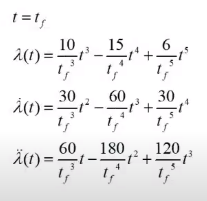 t = t_f
λ(t) = 10/t_f^3 t^3 − 15/t_f^4 t^4 + 6/t_f^5 t^5
λ̇(t) = 30/t_f^3 t^2 − 60/t_f^4 t^3 + 30/t_f^5 t^4
λ̈(t) = 60/t_f^3 t − 180/t_f^4 t^2 + 120/t_f^5 t^3